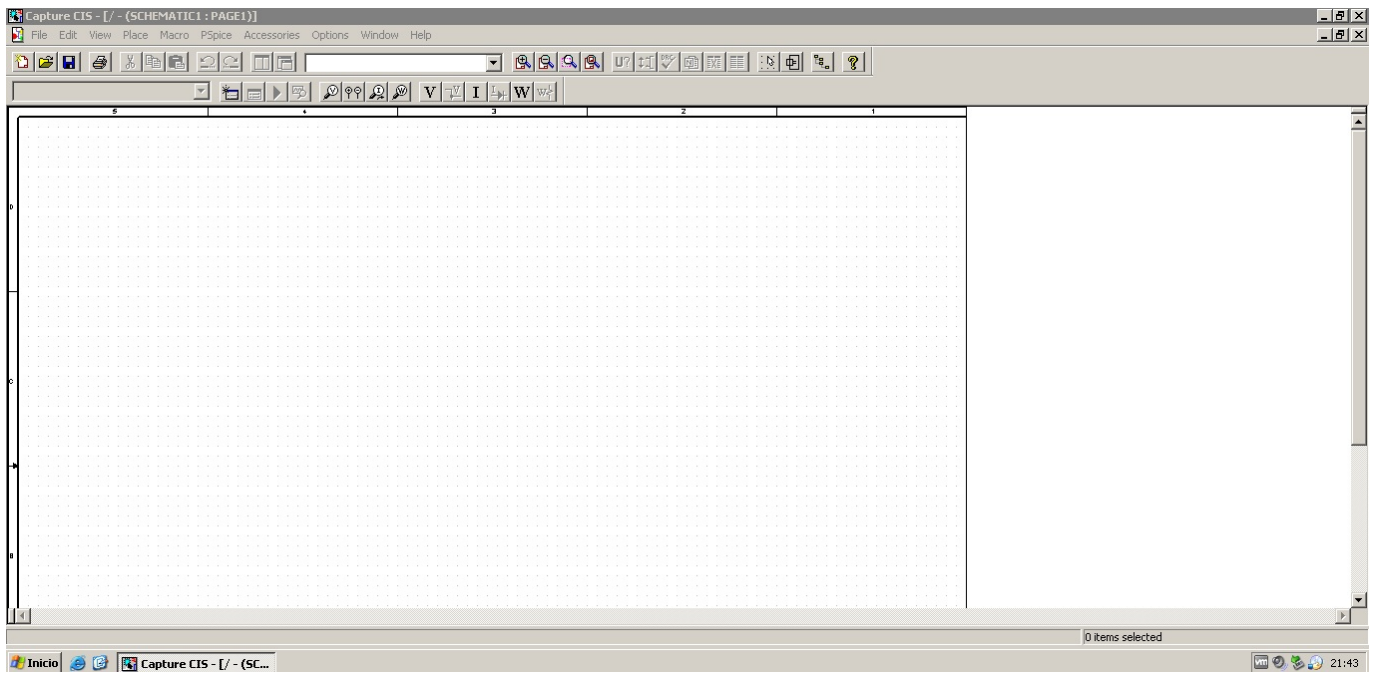 Capture CIS - [/ - (SCHEMATIC1 : PAGE1)]
File Edit View Place Macro PSpice Accessories Options Window Help
U?
V V I I W W
5 4 3 2 1
D
C
B
0 items selected
Inicio Capture CIS - [/ - (SC... vm 21:43